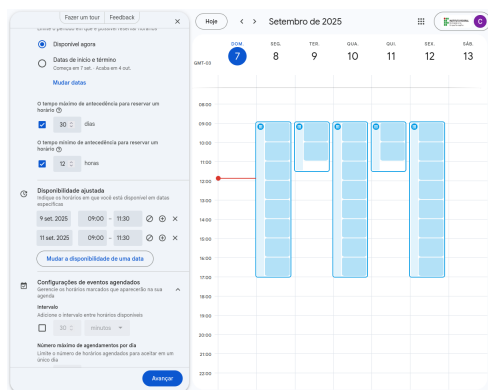 Fazer um tour Feedback
Disponível agora
Datas de início e término
Começa em 7 set. · Acaba em 4 out.
Mudar datas
O tempo máximo de antecedência para reservar um
horário
30 dias
O tempo mínimo de antecedência para reservar um
horário
12 horas
Disponibilidade ajustada
Indique os horários em que você está disponível em datas
específicas
9 set. 2025 09:00 – 11:30
11 set. 2025 09:00 – 11:30
Mudar a disponibilidade de uma data
Configurações de eventos agendados
Gerencie os horários marcados que aparecerão na sua
agenda
Intervalo
Adicione o intervalo entre horários disponíveis
30 minutos
Número máximo de agendamentos por dia
Limite o número de horários agendados para aceitar em um
único dia
Avançar
Hoje Setembro de 2025 C
GMT-03
DOM. SEG. TER. QUA. QUI. SEX. SÁB.
7 8 9 10 11 12 13
08:00
09:00
10:00
11:00
12:00
13:00
14:00
15:00
16:00
17:00
18:00
19:00
20:00
21:00
22:00